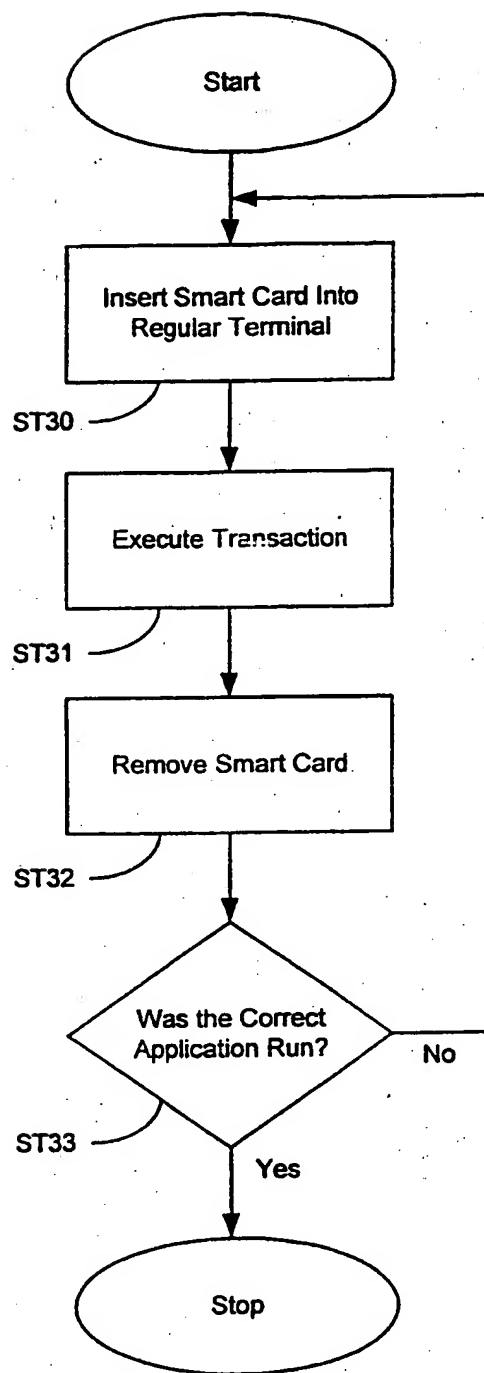 Start
Insert Smart Card Into
Regular Terminal
ST30
Execute Transaction
ST31
Remove Smart Card
ST32
Was the Correct
Application Run?
No
ST33
Yes
Stop